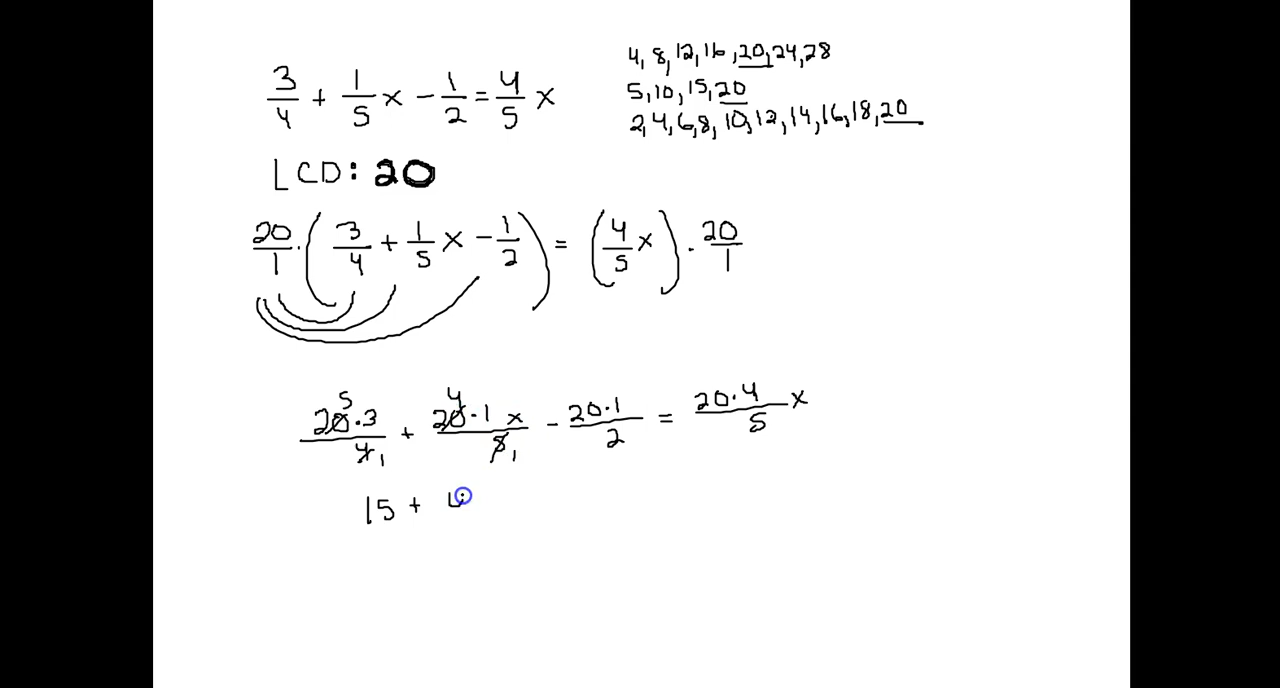 3/4 + 1/5 x - 1/2 = 4/5 x
4, 8, 12, 16, 20, 24, 28
5, 10, 15, 20
2, 4, 6, 8, 10, 12, 14, 16, 18, 20
LCD: 20
20/1 · (3/4 + 1/5 x - 1/2) = (4/5 x) · 20/1
5 4
20·3/4 1 + 20·1 x/5 1 - 20·1/2 = 20·4/5 x
15 +